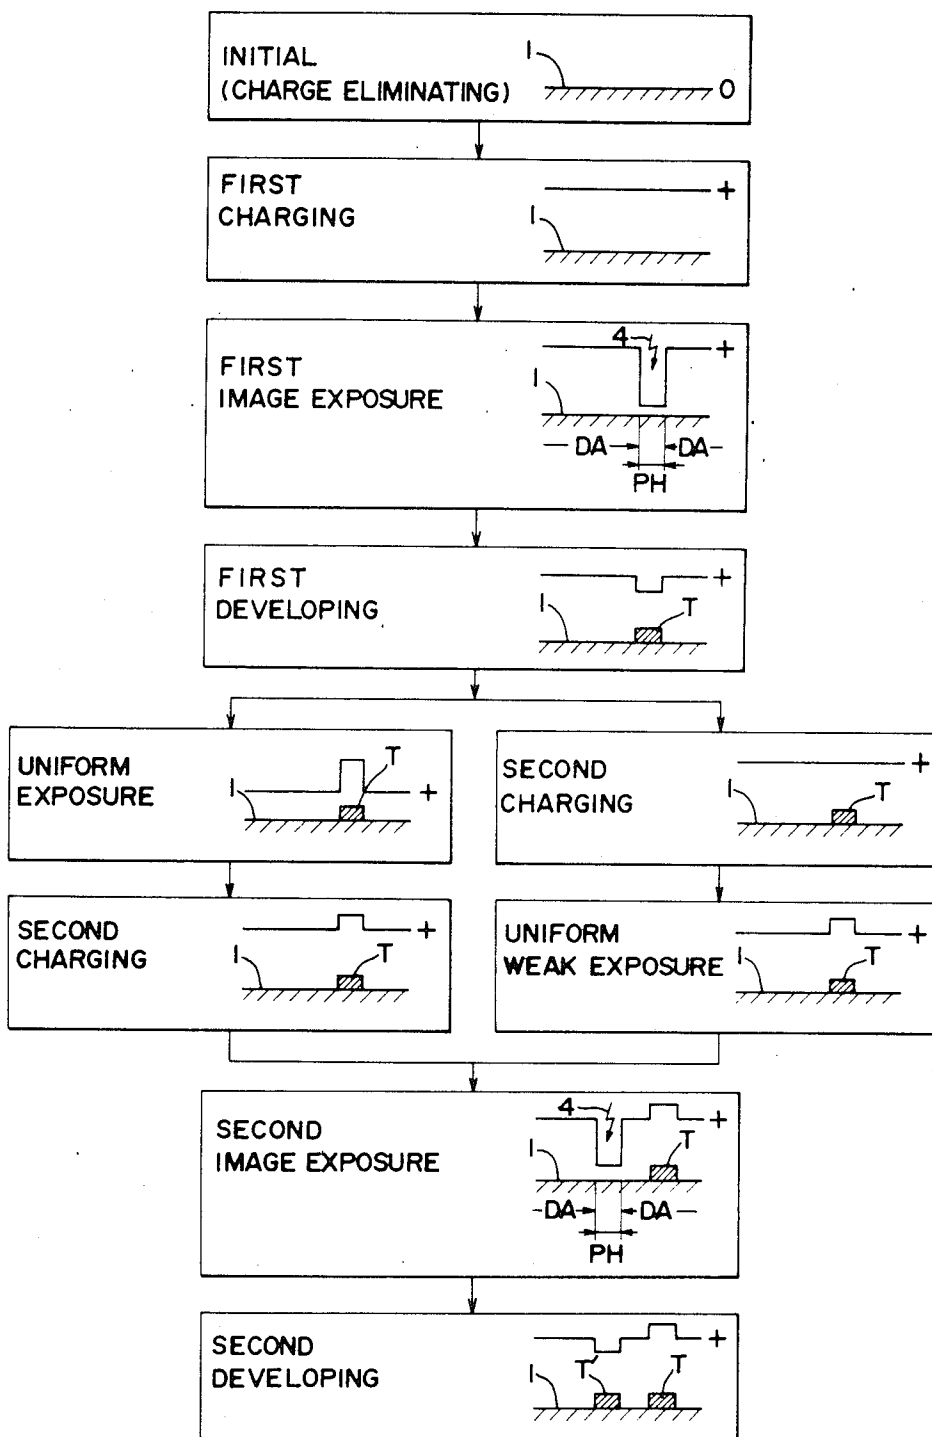 INITIAL
(CHARGE ELIMINATING)
1
0
FIRST
CHARGING
1
+
FIRST
IMAGE EXPOSURE
4
+
1
DA
DA
PH
FIRST
DEVELOPING
+
1
T
UNIFORM
EXPOSURE
T
1
+
SECOND
CHARGING
+
1
T
SECOND
CHARGING
+
1
T
UNIFORM
WEAK EXPOSURE
+
1
T
SECOND
IMAGE EXPOSURE
4
+
1
T
DA
DA
PH
SECOND
DEVELOPING
+
1
T'
T